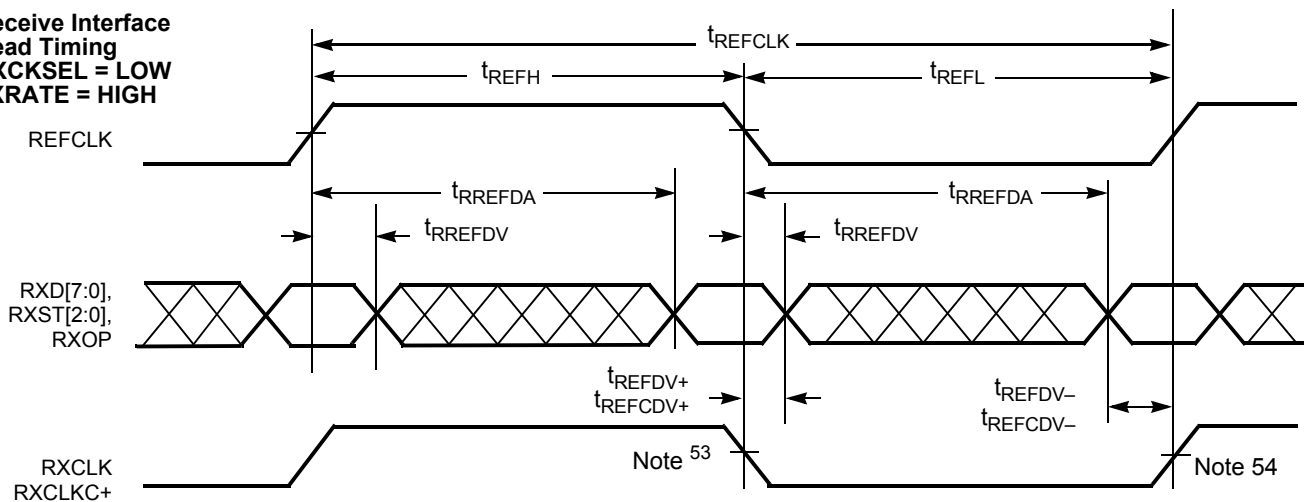 eceive Interface
ead Timing
XCKSEL = LOW
XRATE = HIGH
tREFCLK
tREFH
tREFL
REFCLK
tRREFDA
tRREFDA
tRREFDV
tRREFDV
RXD[7:0],
RXST[2:0],
RXOP
tREFDV+
tREFCDV+
tREFDV–
tREFCDV–
RXCLK
RXCLKC+
Note 53
Note 54